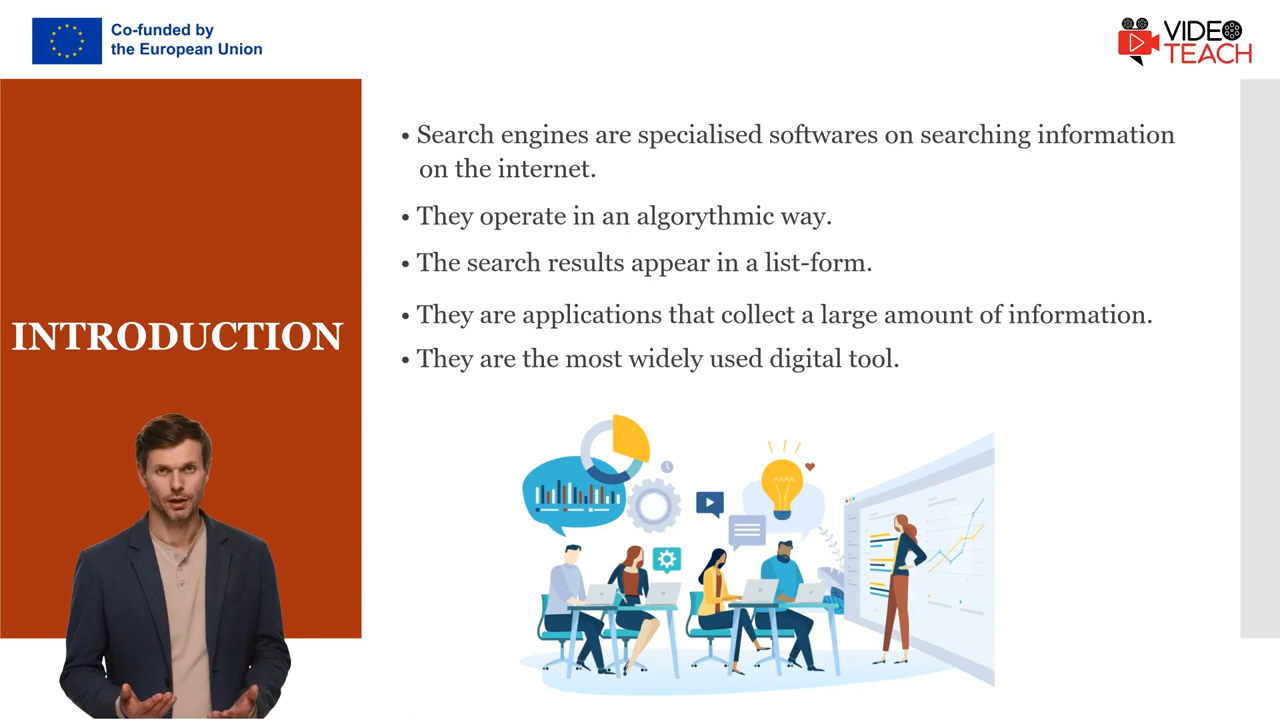 Co-funded by
the European Union
VIDEO
TEACH
• Search engines are specialised softwares on searching information
on the internet.
• They operate in an algorythmic way.
• The search results appear in a list-form.
INTRODUCTION
• They are applications that collect a large amount of information.
• They are the most widely used digital tool.